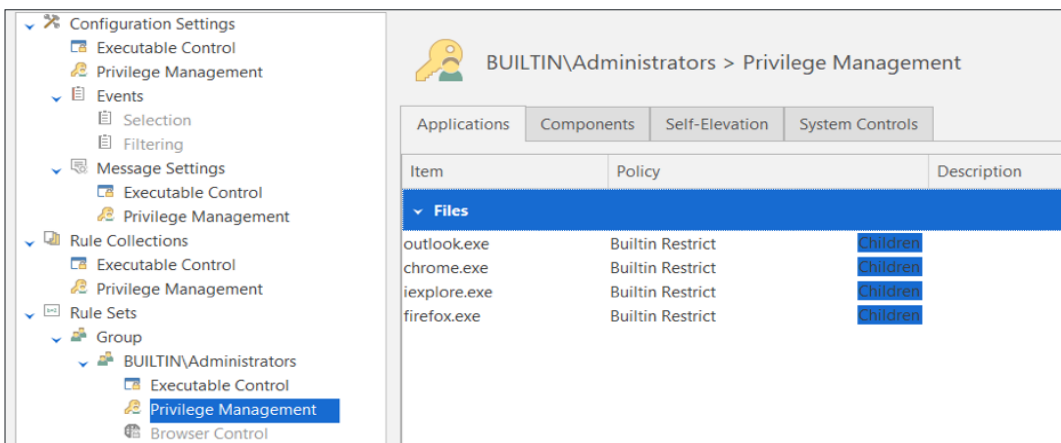 Configuration Settings
Executable Control
Privilege Management
Events
Selection
Filtering
Message Settings
Executable Control
Privilege Management
Rule Collections
Executable Control
Privilege Management
Rule Sets
Group
BUILTIN\Administrators
Executable Control
Privilege Management
Browser Control
BUILTIN\Administrators > Privilege Management
Applications Components Self-Elevation System Controls
Item Policy Description
Files
outlook.exe Builtin Restrict Children
chrome.exe Builtin Restrict Children
iexplore.exe Builtin Restrict Children
firefox.exe Builtin Restrict Children